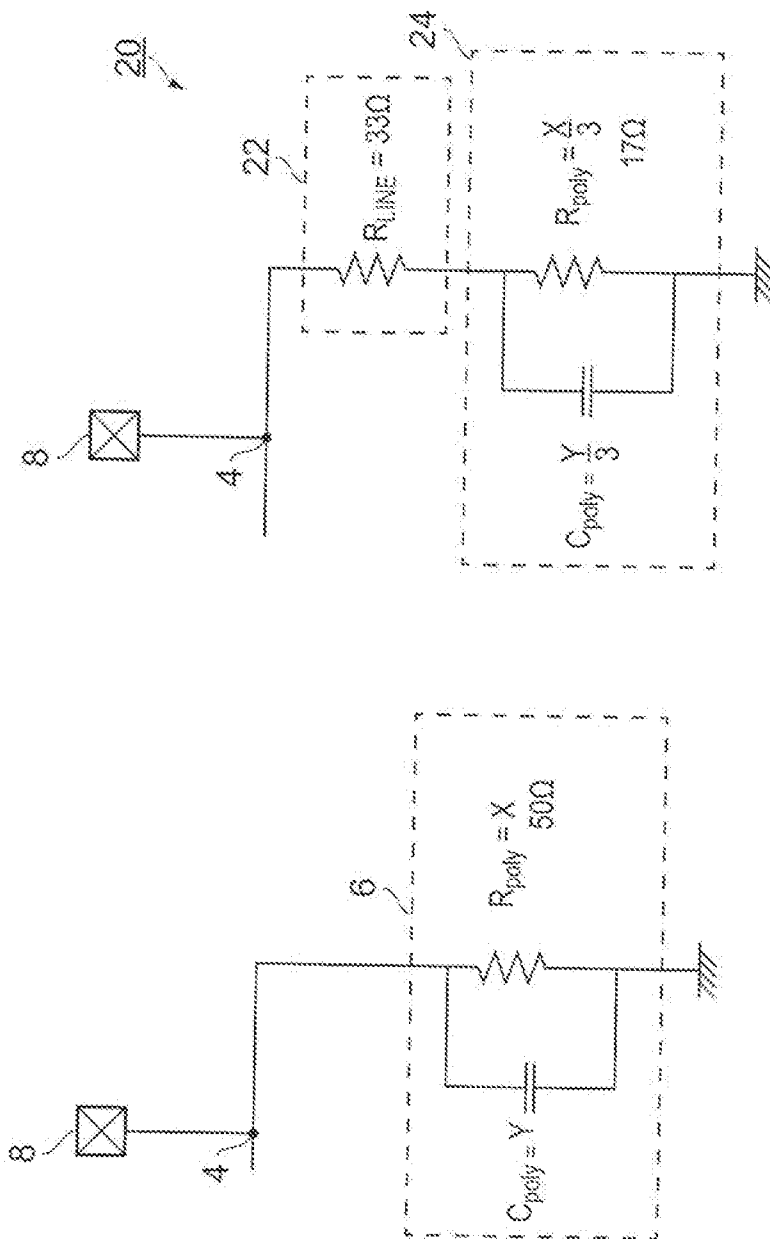 8
4
6
C_poly = Y
R_poly = X
50Ω
20
8
4
22
R_LINE = 33Ω
24
C_poly = Y/3
R_poly = X/3
17Ω